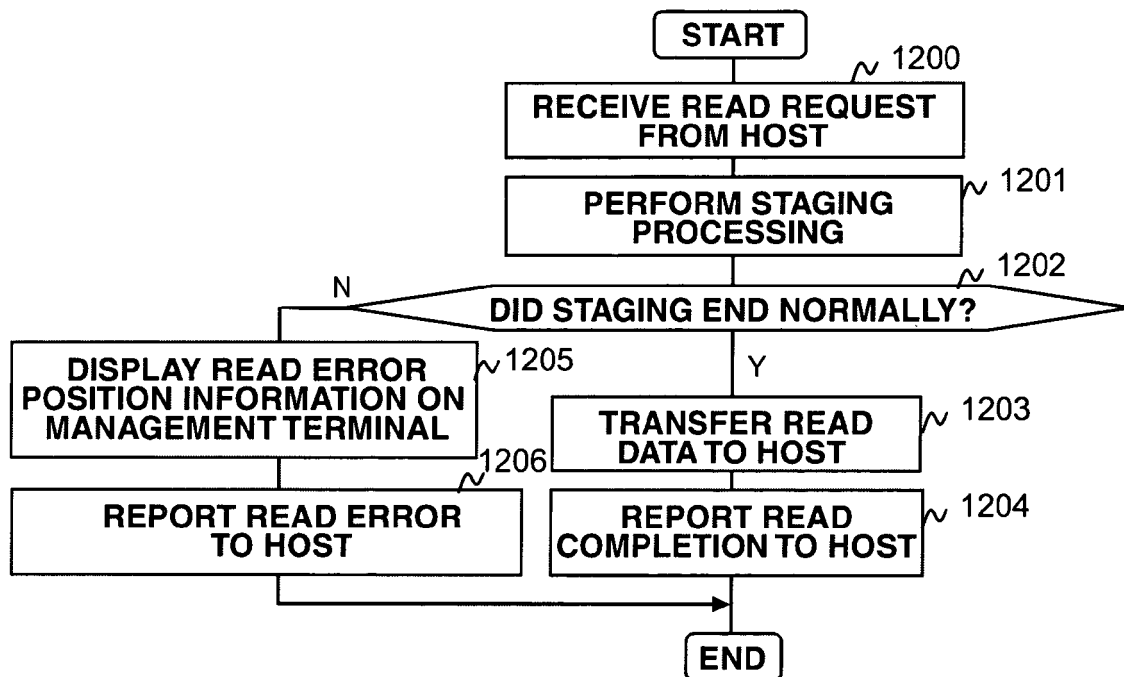 START
1200
RECEIVE READ REQUEST
FROM HOST
1201
PERFORM STAGING
PROCESSING
1202
N
DID STAGING END NORMALLY?
Y
1205
DISPLAY READ ERROR
POSITION INFORMATION ON
MANAGEMENT TERMINAL
1203
TRANSFER READ
DATA TO HOST
1206
REPORT READ ERROR
TO HOST
1204
REPORT READ
COMPLETION TO HOST
END